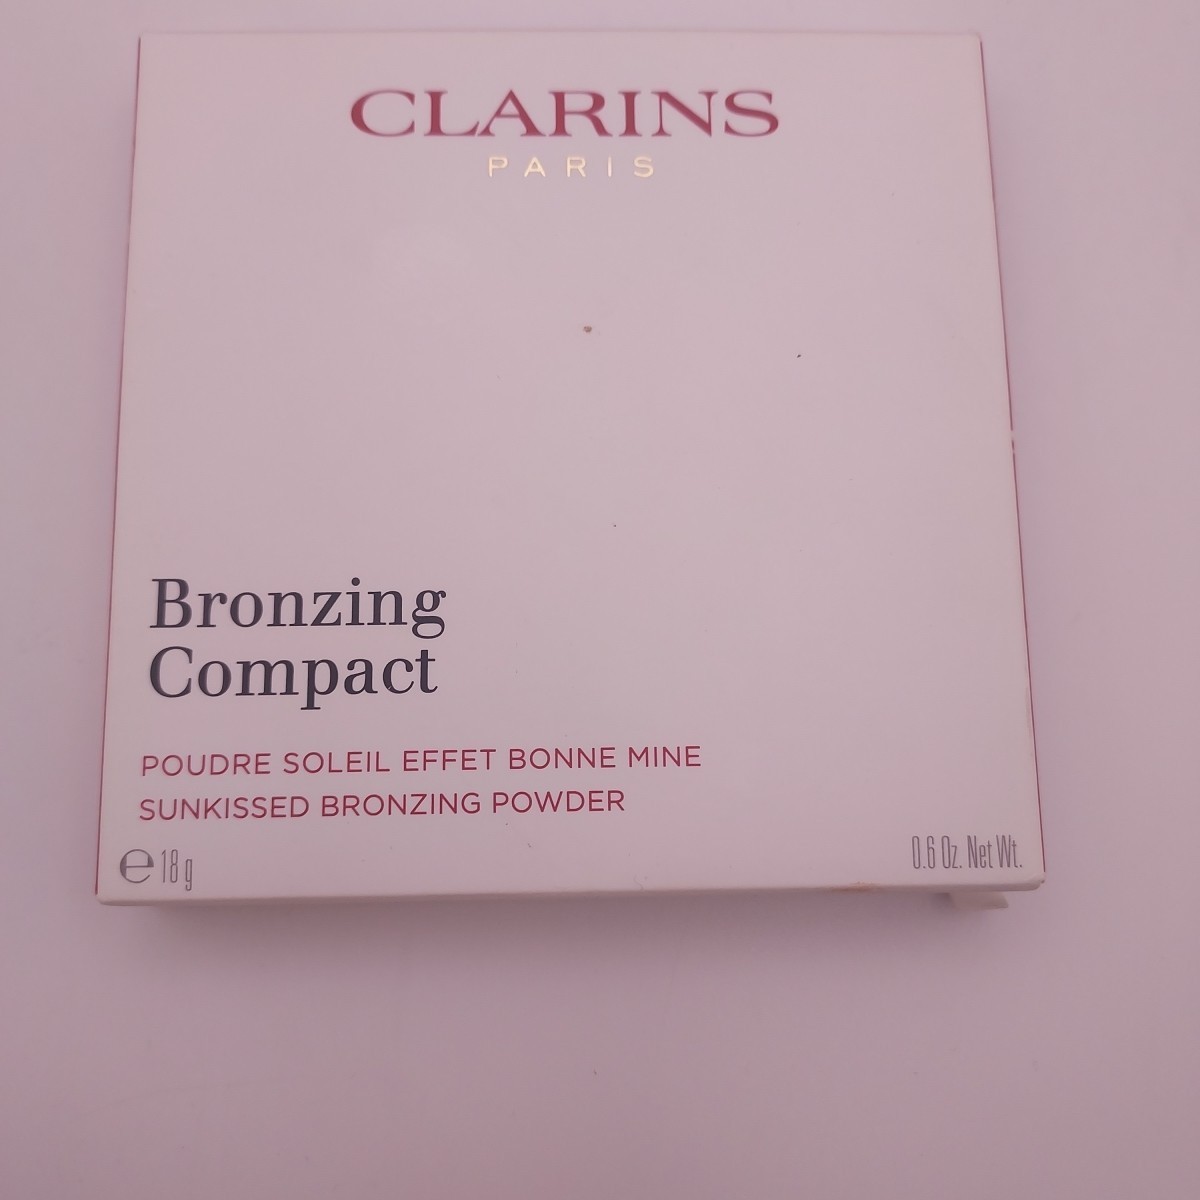 CLARINS
PARIS
Bronzing
Compact
POUDRE SOLEIL EFFET BONNE MINE
SUNKISSED BRONZING POWDER
℮ 18 g
0.6 Oz. Net Wt.